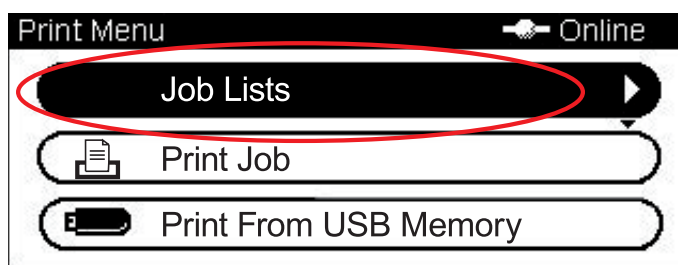 Print Menu Online
Job Lists
Print Job
Print From USB Memory